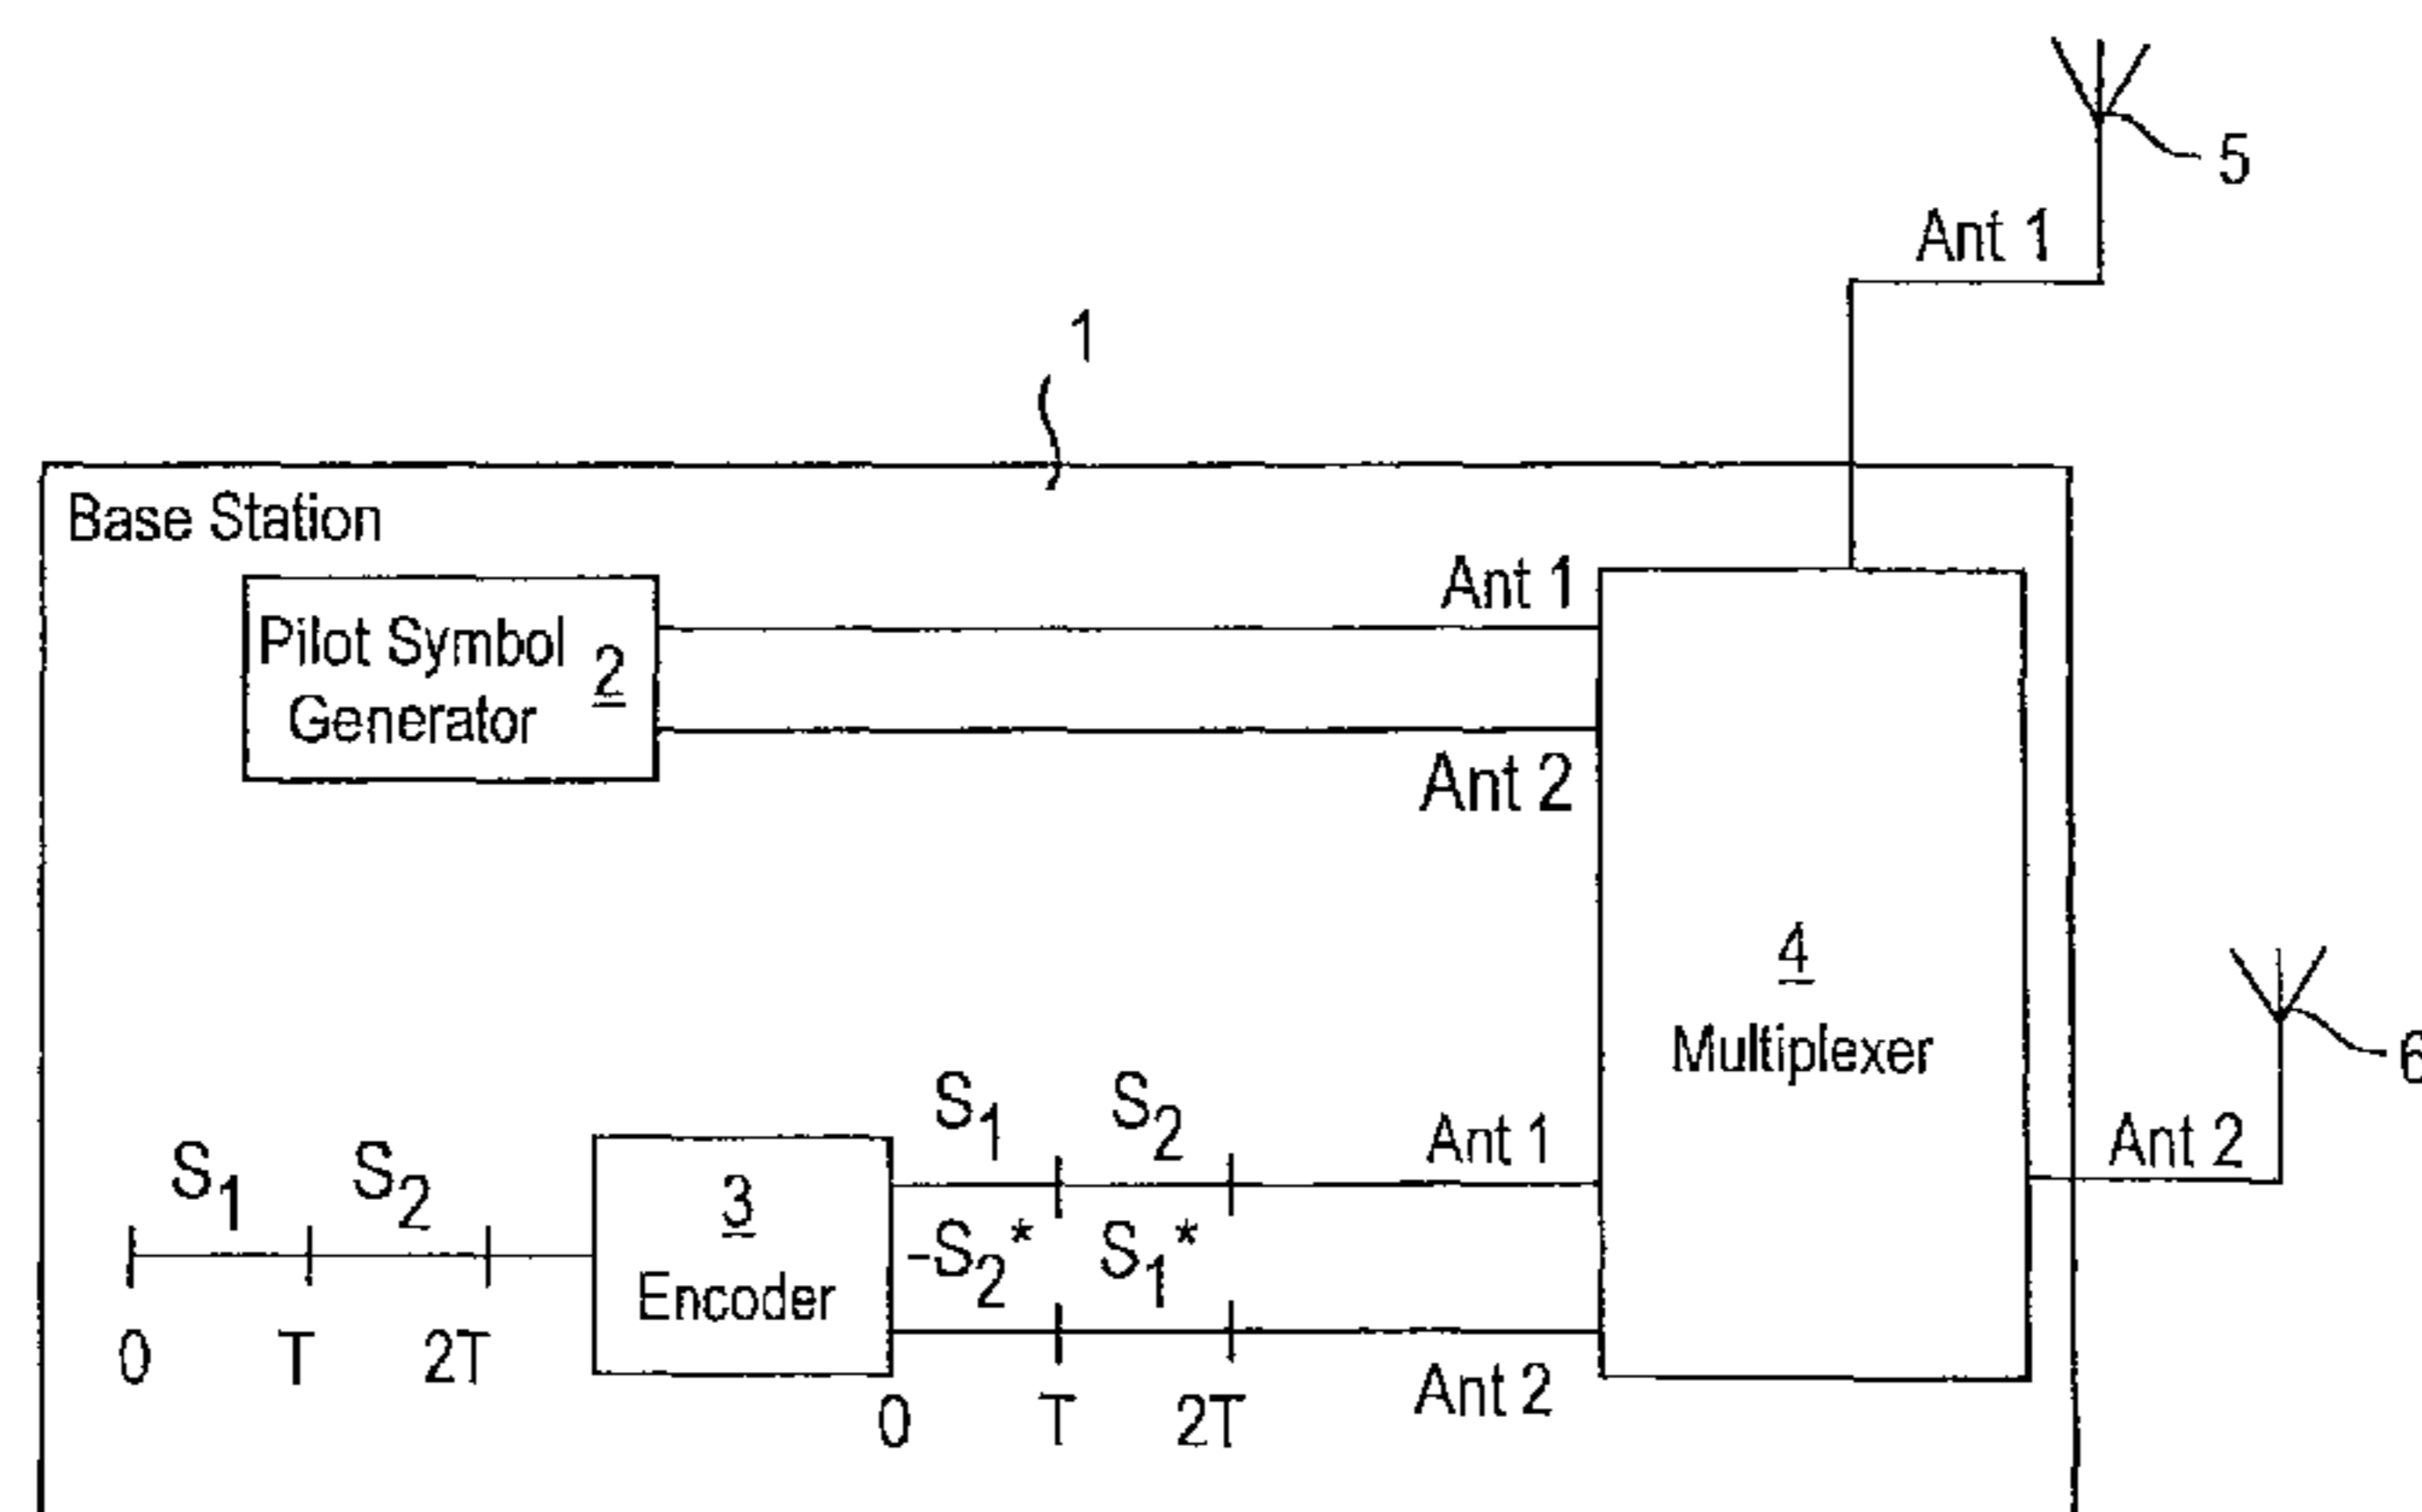 5
Ant 1
1
Base Station
Ant 1
Pilot Symbol 2
Generator
Ant 2
4
Multiplexer
6
S1 S2
Ant 1
Ant 2
S1 S2
3
-S2* S1*
Encoder
0 T 2T
Ant 2
0 T 2T